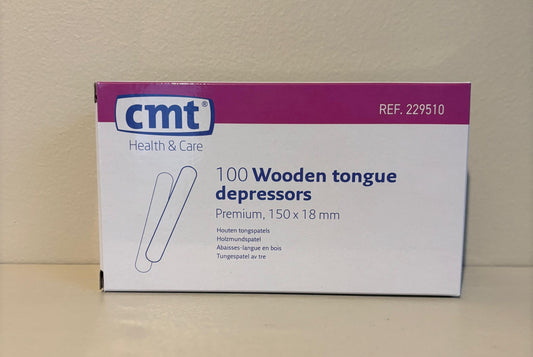 cmt®
Health & Care
REF. 229510
100 Wooden tongue
depressors
Premium, 150 x 18 mm
Houten tongspatels
Holzmundspatel
Abaisses-langue en bois
Tungespatel av tre